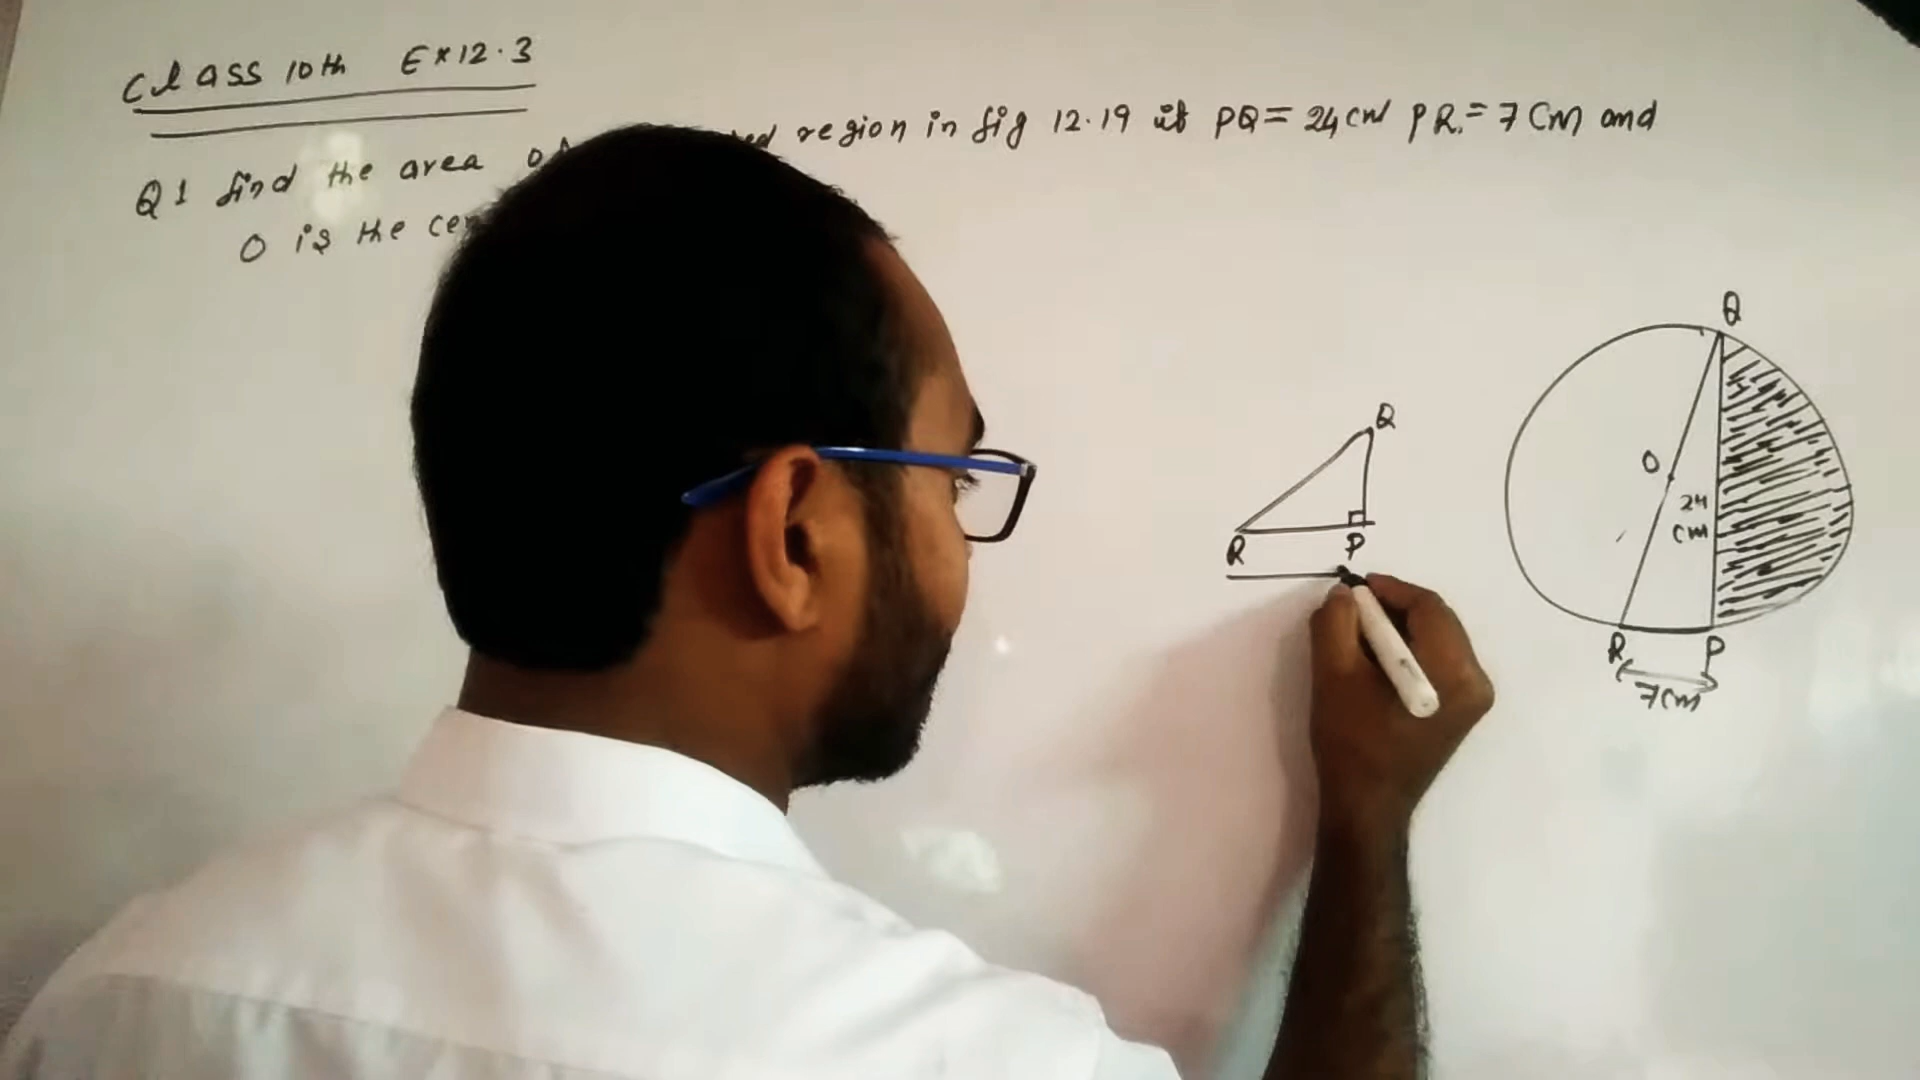 Class 10th Ex 12.3
Q1 find the area region in fig 12.19 if PQ = 24 cm PR = 7 cm and
O is the
Q
O
24
cm
R P
7cm
Q
R P